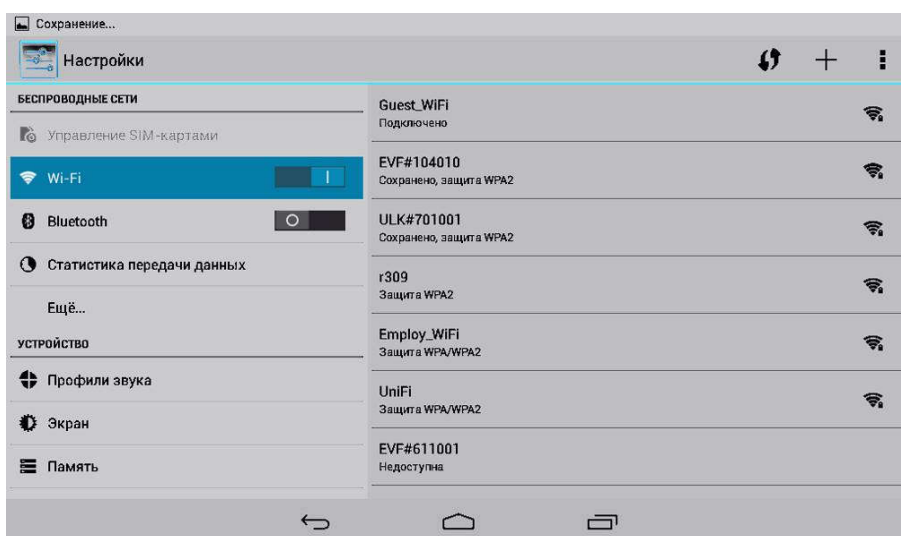 Сохранение...
Настройки
БЕСПРОВОДНЫЕ СЕТИ
Управление SIM-картами
Wi-Fi
Bluetooth
Статистика передачи данных
Ещё...
УСТРОЙСТВО
Профили звука
Экран
Память
Guest_WiFi
Подключено
EVF#104010
Сохранено, защита WPA2
ULK#701001
Сохранено, защита WPA2
r309
Защита WPA2
Employ_WiFi
Защита WPA/WPA2
UniFi
Защита WPA/WPA2
EVF#611001
Недоступна